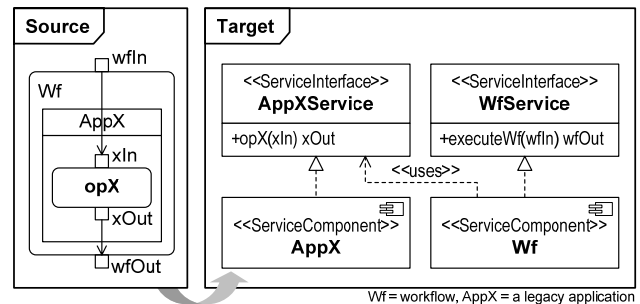 Source
wfIn
Wf
AppX
xIn
opX
xOut
wfOut
Target
<<ServiceInterface>>
AppXService
+opX(xIn) xOut
<<ServiceInterface>>
WfService
+executeWf(wfIn) wfOut
<<uses>>
<<ServiceComponent>>
AppX
<<ServiceComponent>>
Wf
Wf = workflow, AppX = a legacy application